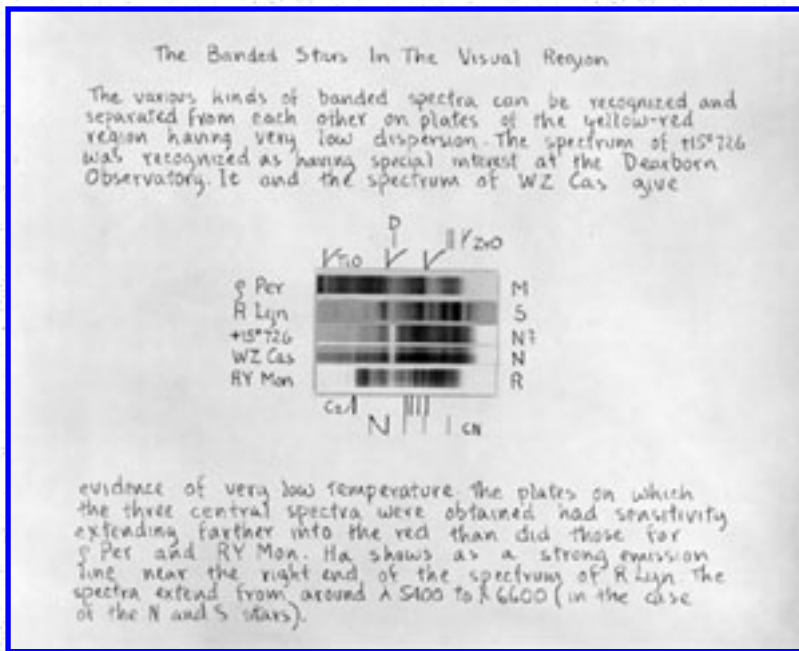 The Banded Stars In The Visual Region
The various kinds of banded spectra can be recognized and
separated from each other on plates of the yellow-red
region having very low dispersion. The spectrum of +15°726
was recognized as having special interest at the Dearborn
Observatory. It and the spectrum of WZ Cas give
D
TiO
ZrO
ρ Per M
R Lyn S
+15°726 N?
WZ Cas N
RY Mon R
C2
N
CN
evidence of very low temperature. The plates on which
the three central spectra were obtained had sensitivity
extending farther into the red than did those for
ρ Per and RY Mon. Ha shows as a strong emission
line near the right end of the spectrum of R Lyn. The
spectra extend from around λ 5400 to λ 6600 (in the case
of the N and S stars).